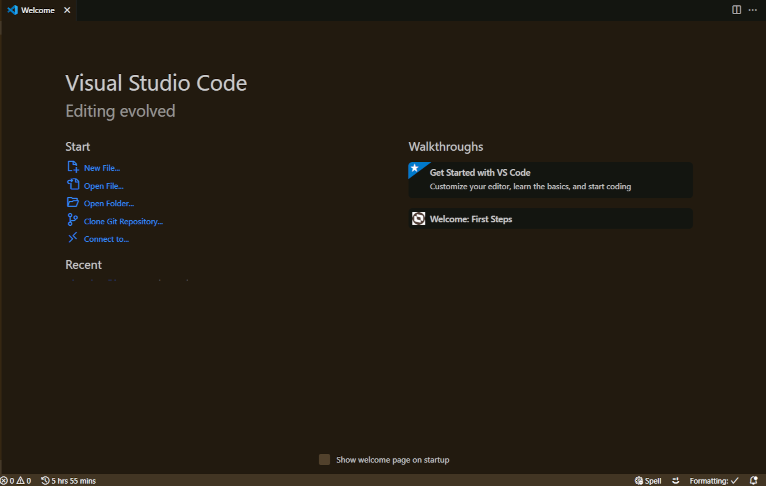 Welcome
Visual Studio Code
Editing evolved
Start
New File...
Open File...
Open Folder...
Clone Git Repository...
Connect to...
Recent
Walkthroughs
Get Started with VS Code
Customize your editor, learn the basics, and start coding
Welcome: First Steps
Show welcome page on startup
0 0 5 hrs 55 mins Spell Formatting: